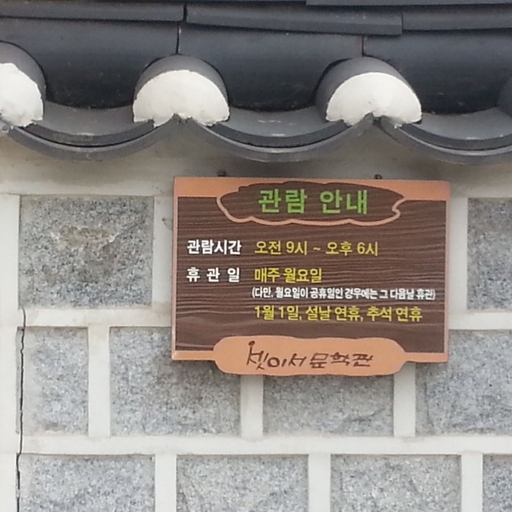 관람 안내
관람시간 오전 9시 ~ 오후 6시
휴 관 일 매주 월요일
(다만, 월요일이 공휴일인 경우에는 그 다음날 휴관)
1월 1일, 설날 연휴, 추석 연휴
문학관